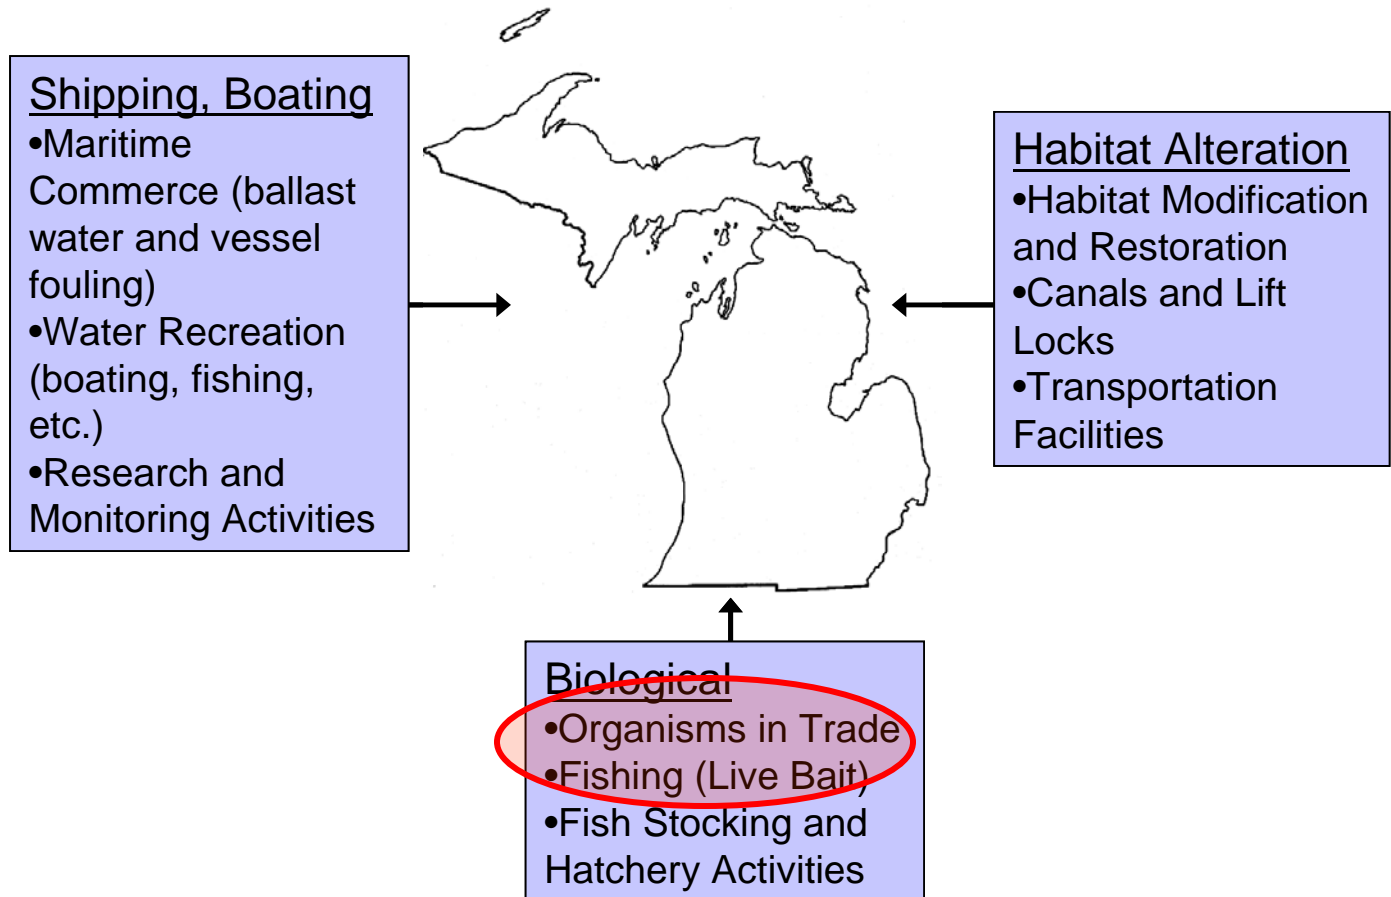 Shipping, Boating
•Maritime
Commerce (ballast
water and vessel
fouling)
•Water Recreation
(boating, fishing,
etc.)
•Research and
Monitoring Activities
Habitat Alteration
•Habitat Modification
and Restoration
•Canals and Lift
Locks
•Transportation
Facilities
Biological
•Organisms in Trade
•Fishing (Live Bait)
•Fish Stocking and
Hatchery Activities